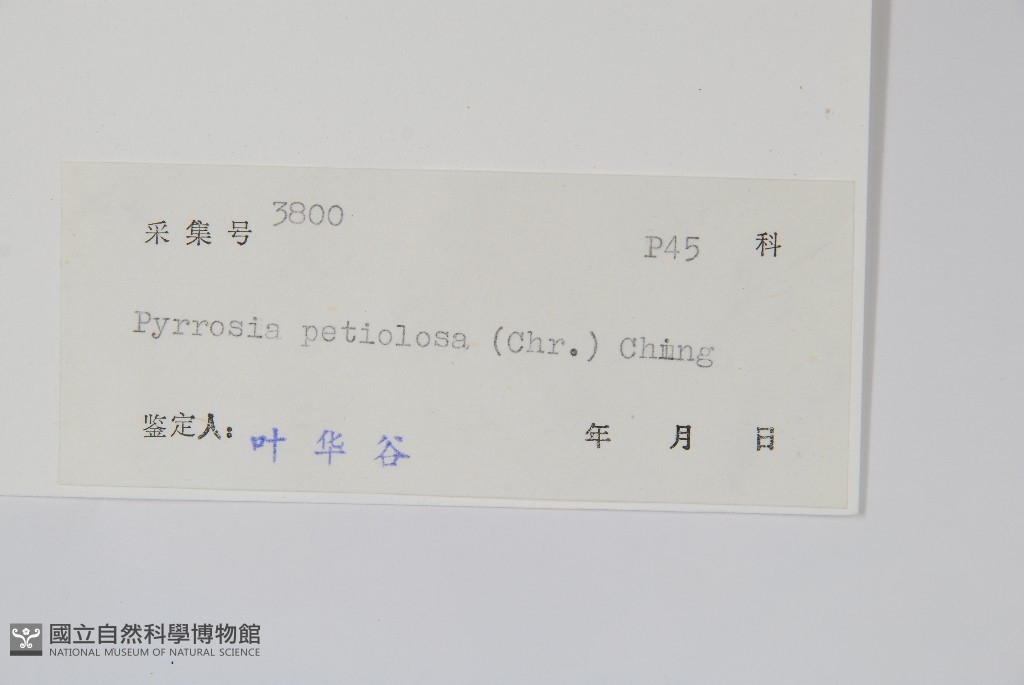 采集号 3800
P45 科
Pyrrosia petiolosa (Chr.) Ching
鉴定人: 叶华谷 年 月 日
國立自然科學博物館
NATIONAL MUSEUM OF NATURAL SCIENCE